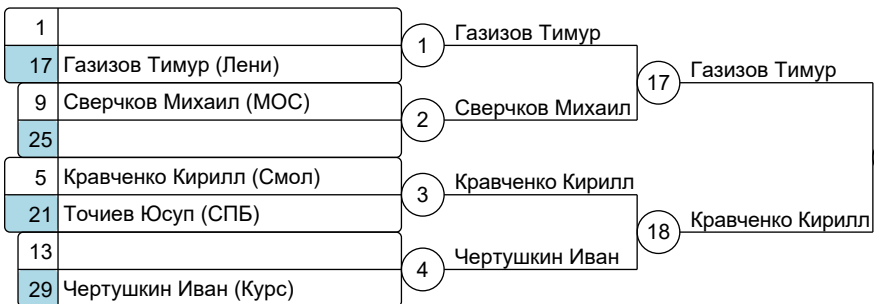 1
1
Газизов Тимур
17 Газизов Тимур (Лени)
17
Газизов Тимур
9 Сверчков Михаил (МОС)
2
Сверчков Михаил
25
5 Кравченко Кирилл (Смол)
3
Кравченко Кирилл
21 Точиев Юсуп (СПБ)
18
Кравченко Кирилл
13
4
Чертушкин Иван
29 Чертушкин Иван (Курс)